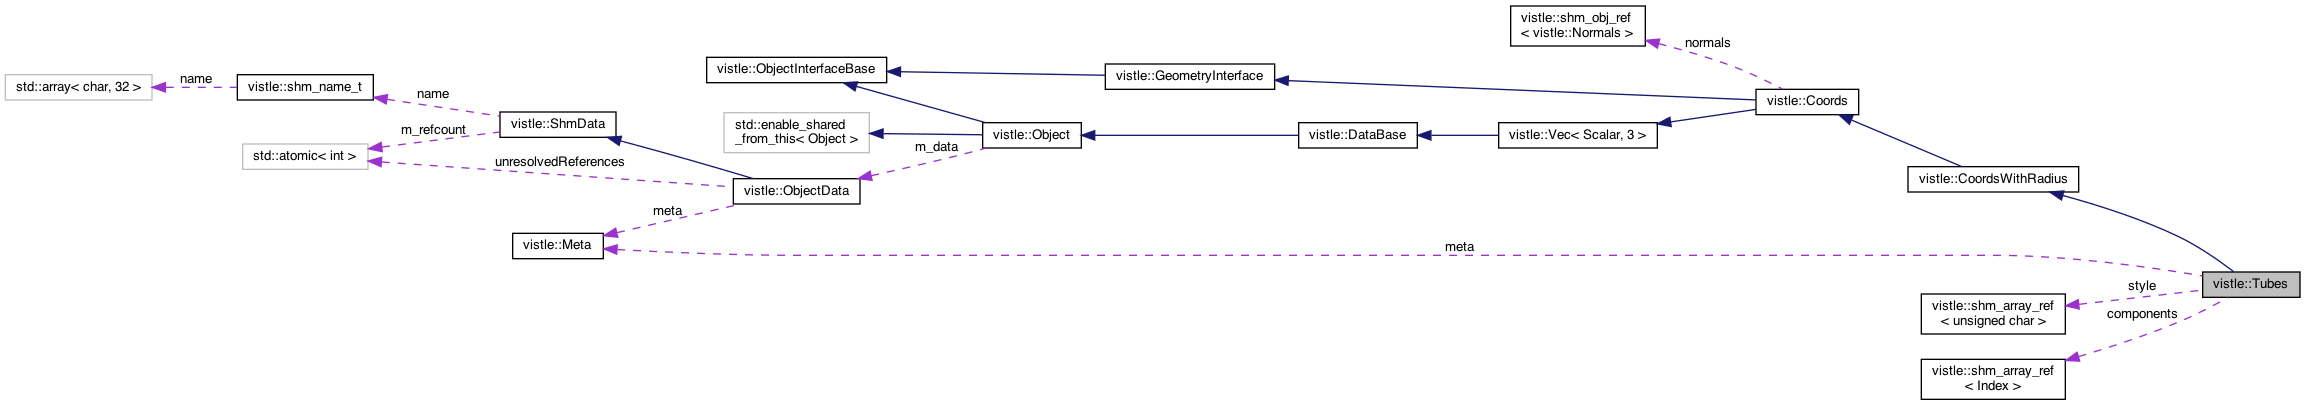 vistle::shm_obj_ref
< vistle::Normals >
normals
vistle::ObjectInterfaceBase
vistle::GeometryInterface
name
std::array< char, 32 >
vistle::shm_name_t
name
vistle::Coords
vistle::ShmData
m_refcount
std::enable_shared
_from_this< Object >
vistle::Object
vistle::DataBase
vistle::Vec< Scalar, 3 >
m_data
std::atomic< int >
unresolvedReferences
vistle::ObjectData
vistle::CoordsWithRadius
meta
vistle::Meta
meta
vistle::Tubes
style
vistle::shm_array_ref
< unsigned char >
components
vistle::shm_array_ref
< Index >